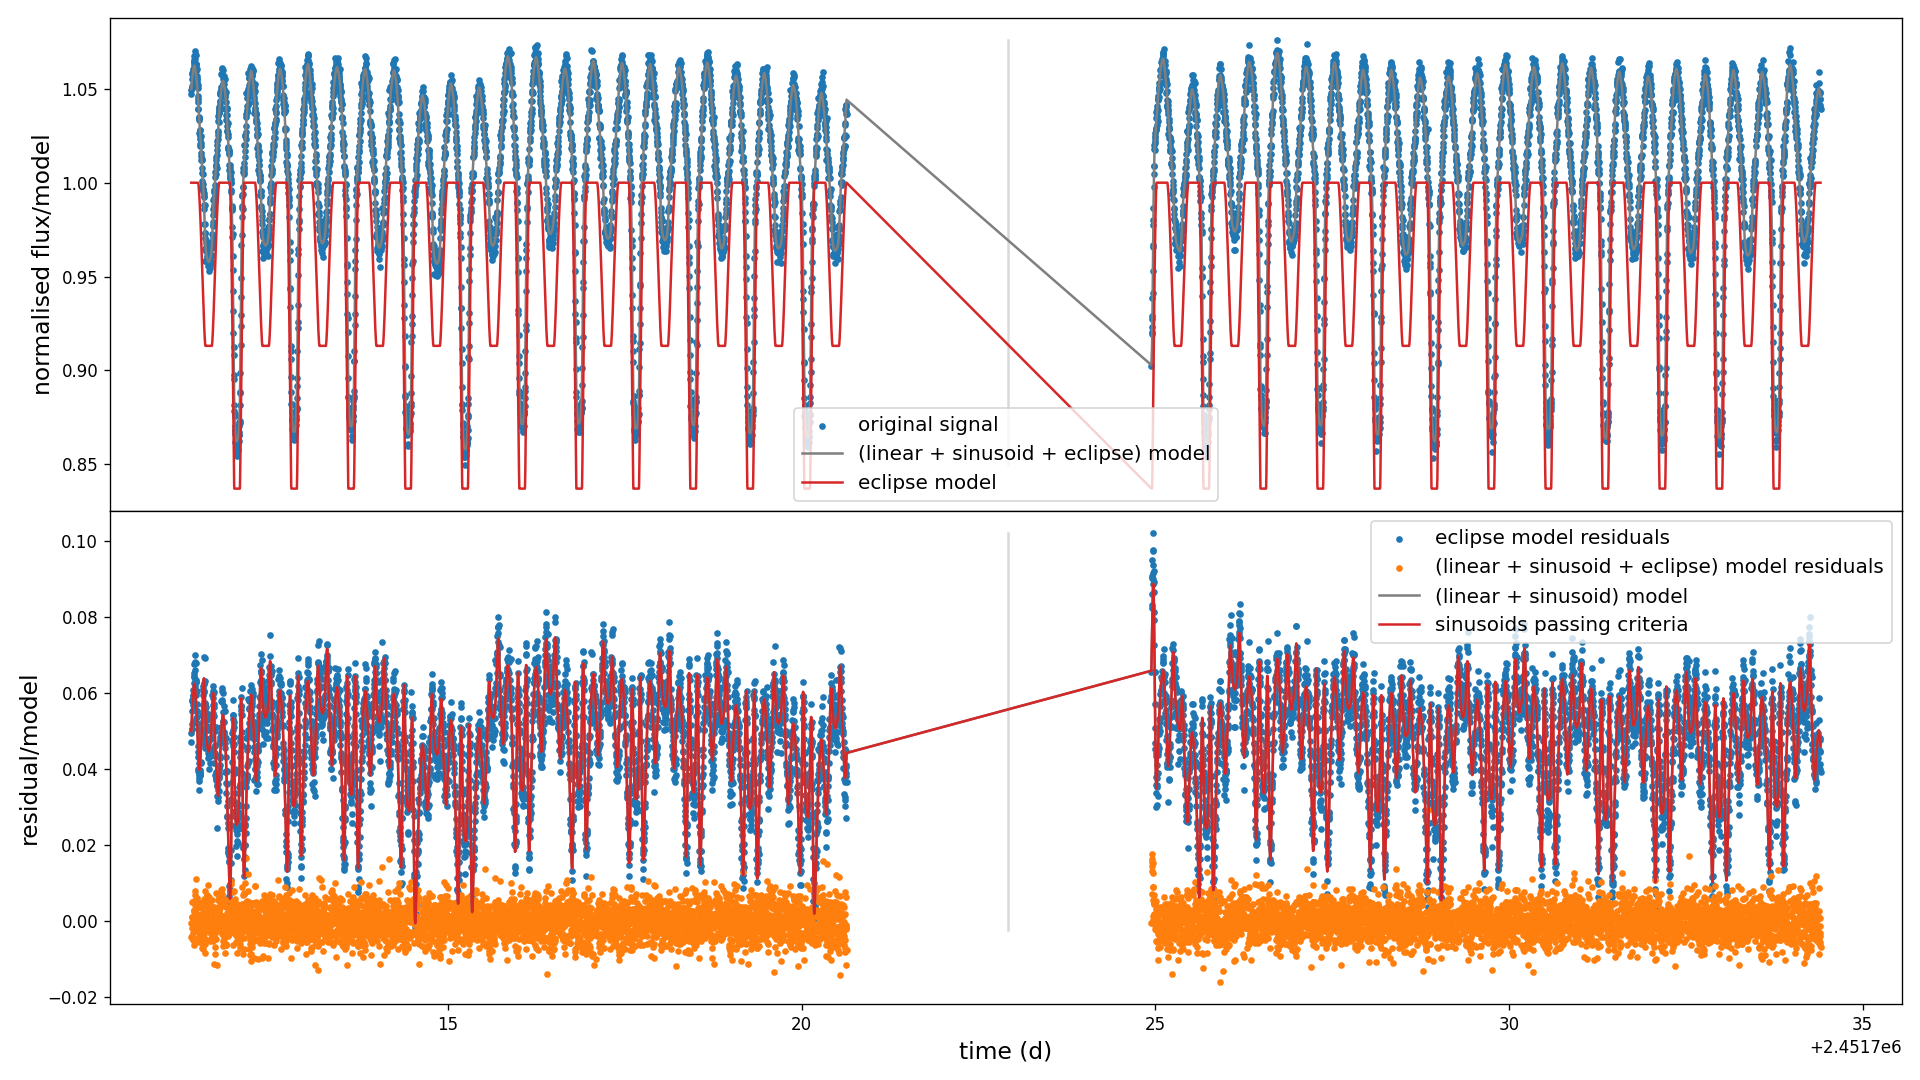 normalised flux/model
1.05
1.00
0.95
0.90
0.85
original signal
(linear + sinusoid + eclipse) model
eclipse model
residual/model
0.10
0.08
0.06
0.04
0.02
0.00
−0.02
eclipse model residuals
(linear + sinusoid + eclipse) model residuals
(linear + sinusoid) model
sinusoids passing criteria
15
20
25
30
35
time (d)
+2.4517e6